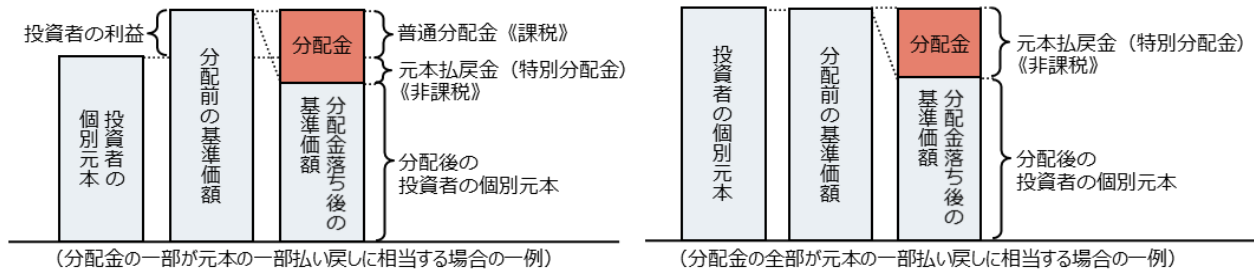 投資者の利益
投資者の
個別元本
分配前の基準価額
分配金
分配金落ち後の
基準価額
普通分配金《課税》
元本払戻金（特別分配金）
《非課税》
分配後の
投資者の個別元本
（分配金の一部が元本の一部払い戻しに相当する場合の一例）
投資者の個別元本
分配前の基準価額
分配金
分配金落ち後の
基準価額
元本払戻金（特別分配金）
《非課税》
分配後の
投資者の個別元本
（分配金の全部が元本の一部払い戻しに相当する場合の一例）